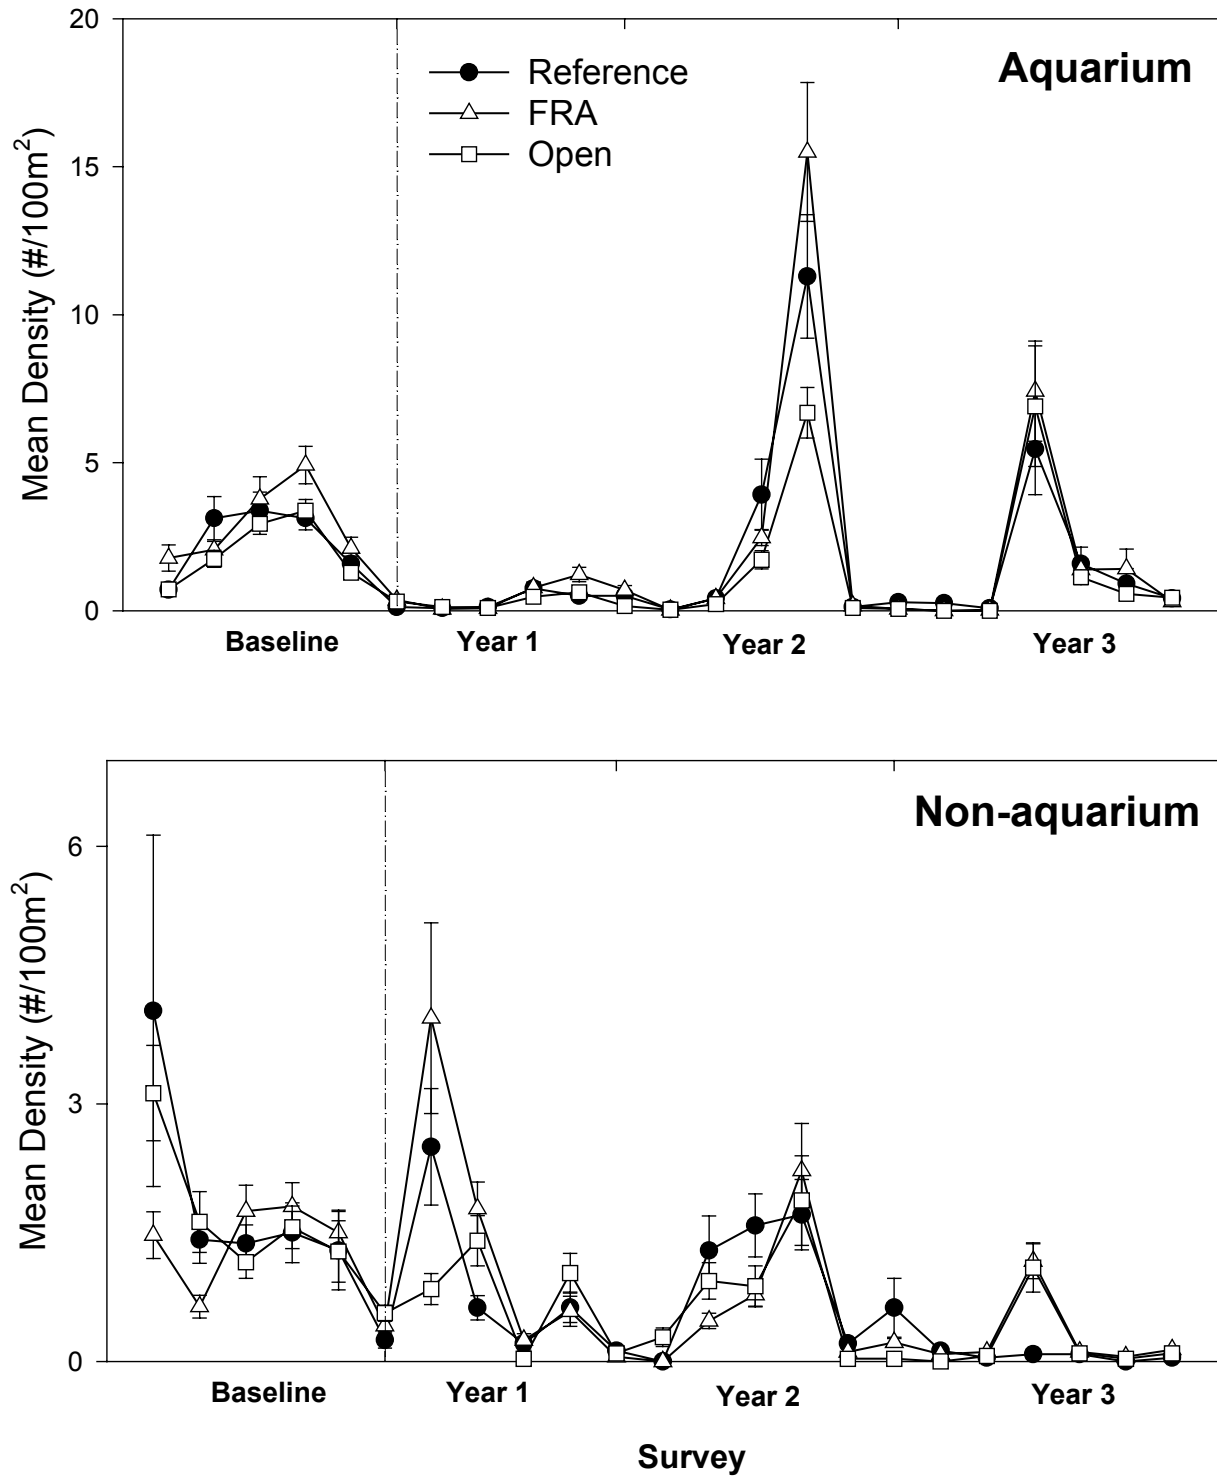 20
15
10
5
0
Mean Density (#/100m²)
Reference
FRA
Open
Aquarium
Baseline Year 1 Year 2 Year 3
6
3
0
Mean Density (#/100m²)
Non-aquarium
Baseline Year 1 Year 2 Year 3
Survey